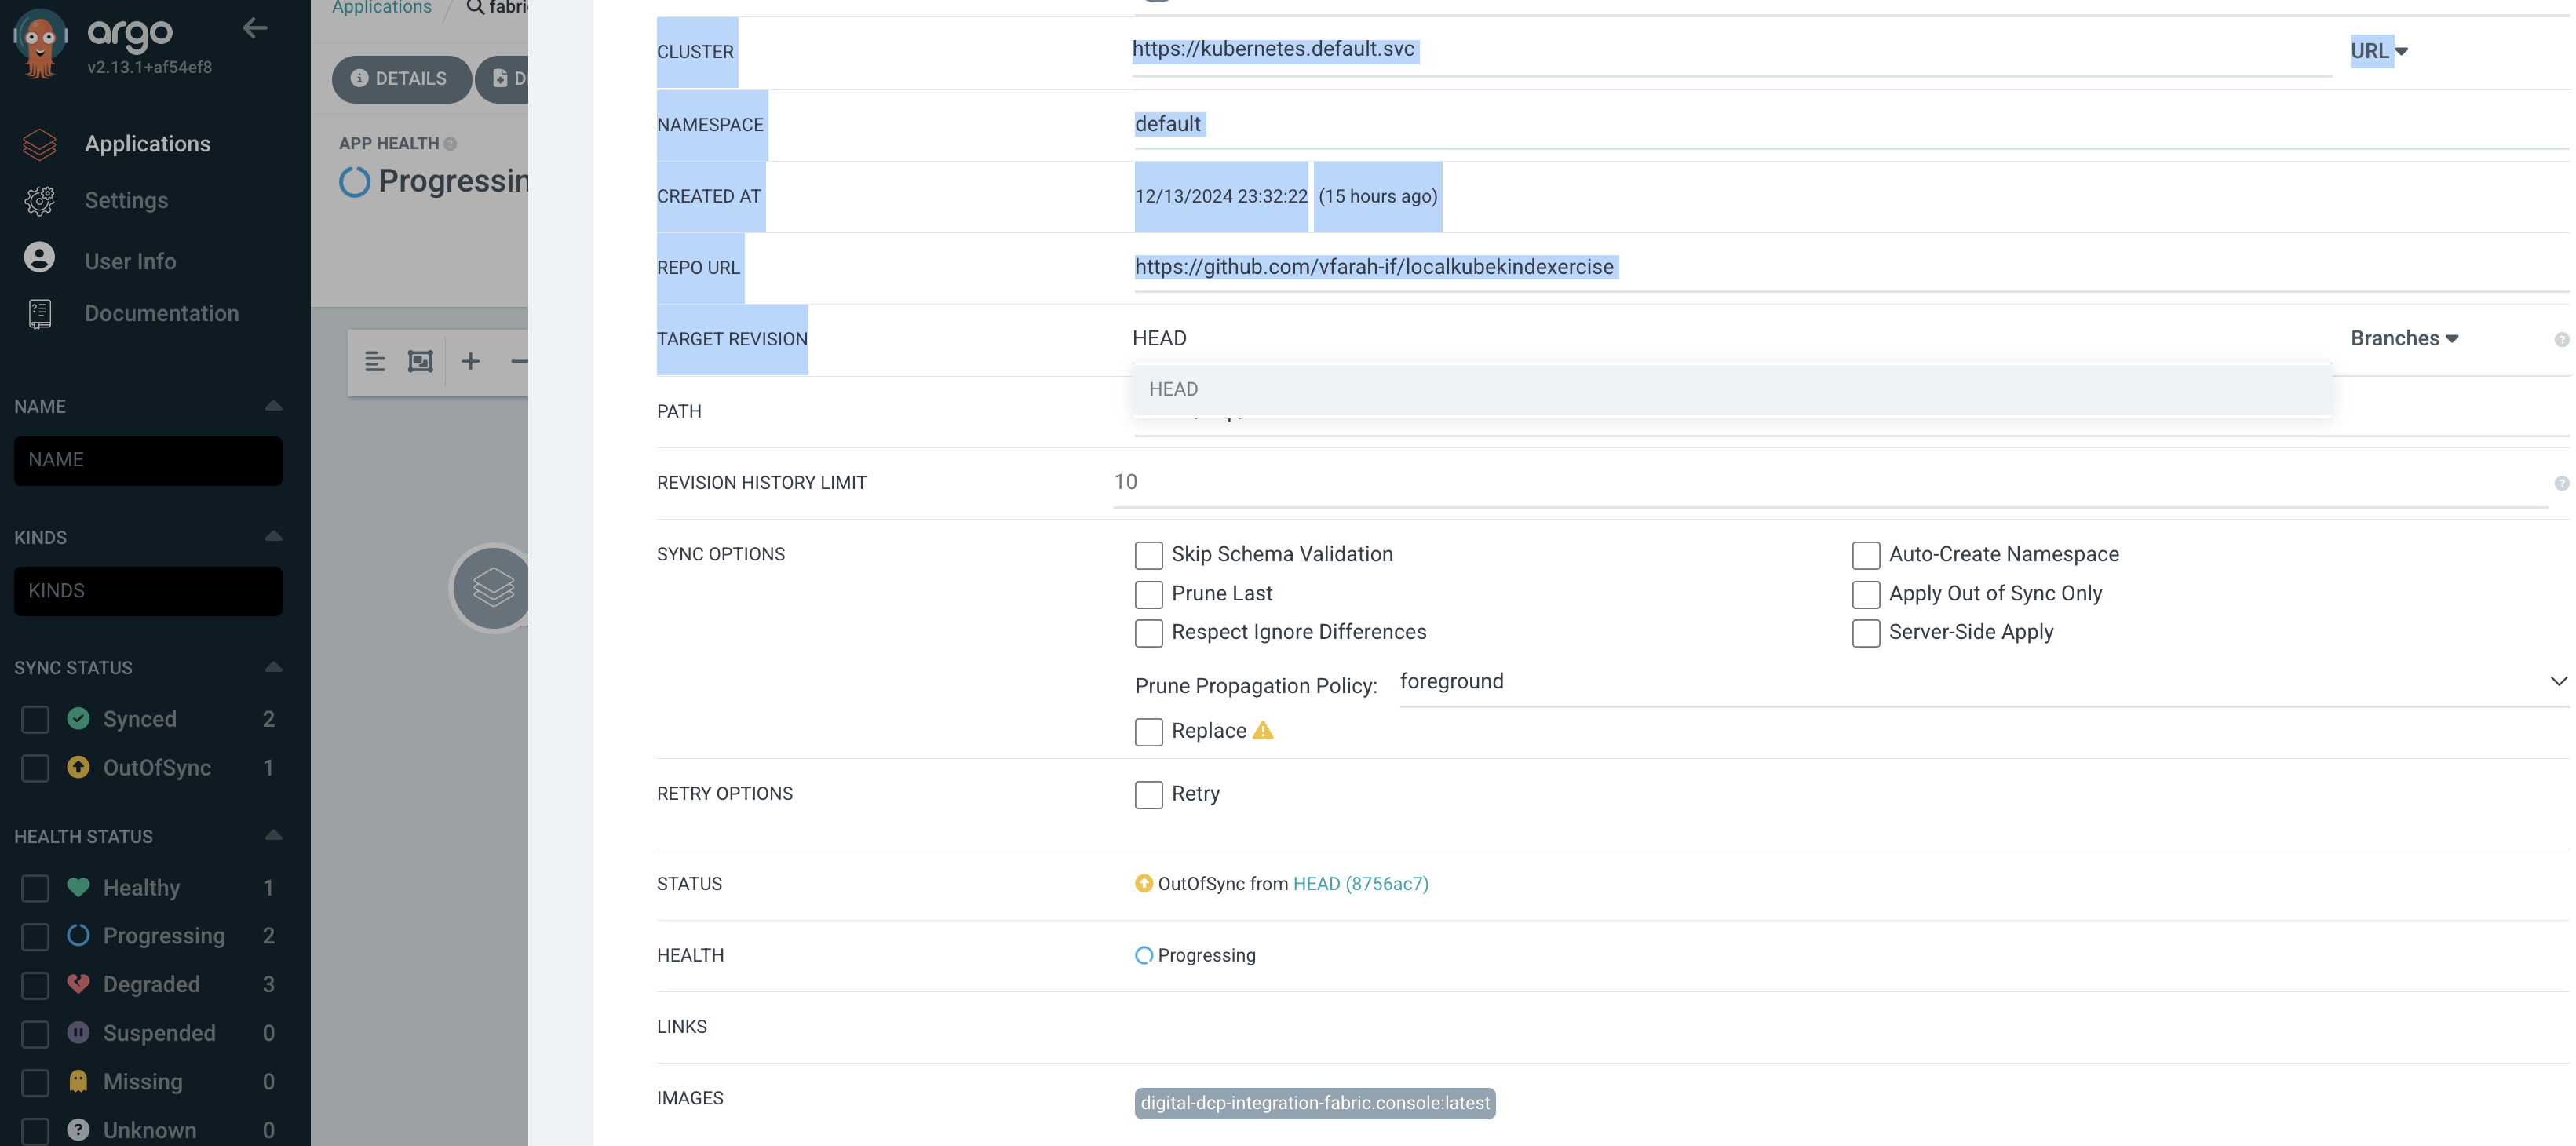 argo
v2.13.1+af54ef8
Applications
Settings
User Info
Documentation
NAME
NAME
KINDS
KINDS
SYNC STATUS
Synced 2
OutOfSync 1
HEALTH STATUS
Healthy 1
Progressing 2
Degraded 3
Suspended 0
Missing 0
Unknown 0
Applications /
DETAILS
APP HEALTH
CLUSTER https://kubernetes.default.svc URL
NAMESPACE default
CREATED AT 12/13/2024 23:32:22 (15 hours ago)
REPO URL https://github.com/vfarah-if/localkubekindexercise
TARGET REVISION HEAD Branches
HEAD
PATH
REVISION HISTORY LIMIT 10
SYNC OPTIONS Skip Schema Validation Auto-Create Namespace
Prune Last Apply Out of Sync Only
Respect Ignore Differences Server-Side Apply
Prune Propagation Policy: foreground
Replace
RETRY OPTIONS Retry
STATUS OutOfSync from HEAD (8756ac7)
HEALTH Progressing
LINKS
IMAGES digital-dcp-integration-fabric.console:latest